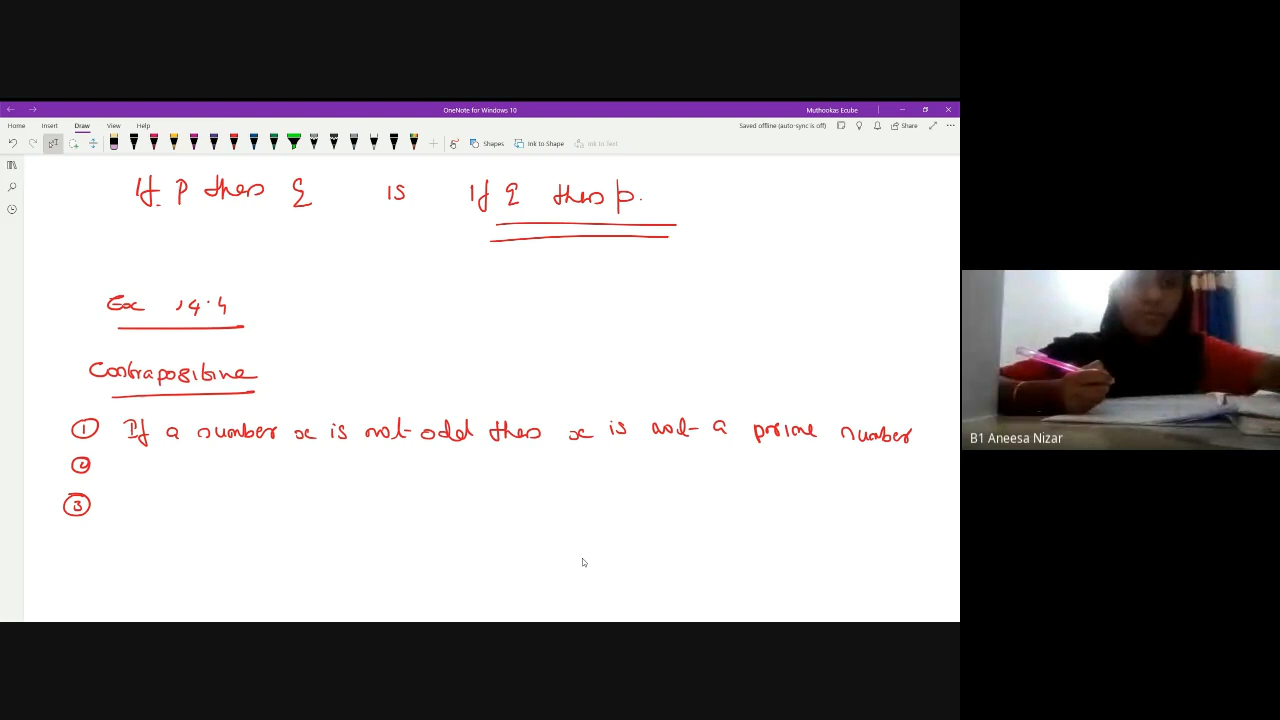 OneNote for Windows 10
Muthookas Ecube
Home Insert Draw View Help
Saved offline (auto-sync is off)
Share
Shapes
Ink to Shape
Ink to Text
If p then q is If q then p.
Ex 14.4
Contrapositive
① If a number x is not odd then x is not a prime number
②
③
B1 Aneesa Nizar